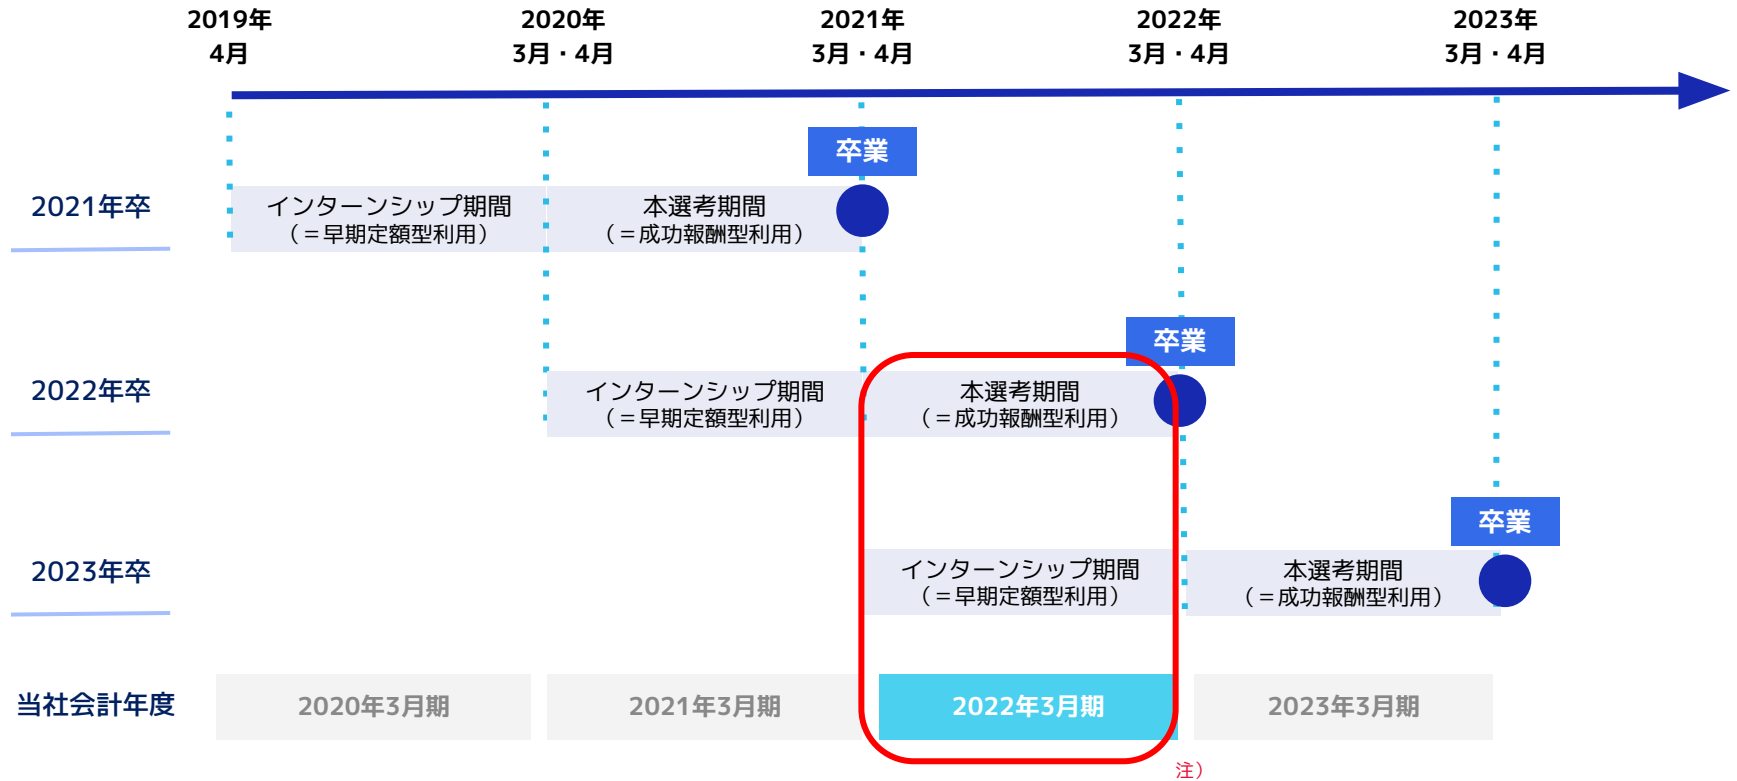 2019年
4月
2020年
3月・4月
2021年
3月・4月
2022年
3月・4月
2023年
3月・4月
卒業
2021年卒
インターンシップ期間
（＝早期定額型利用）
本選考期間
（＝成功報酬型利用）
卒業
2022年卒
インターンシップ期間
（＝早期定額型利用）
本選考期間
（＝成功報酬型利用）
卒業
2023年卒
インターンシップ期間
（＝早期定額型利用）
本選考期間
（＝成功報酬型利用）
当社会計年度
2020年3月期
2021年3月期
2022年3月期
2023年3月期
注）